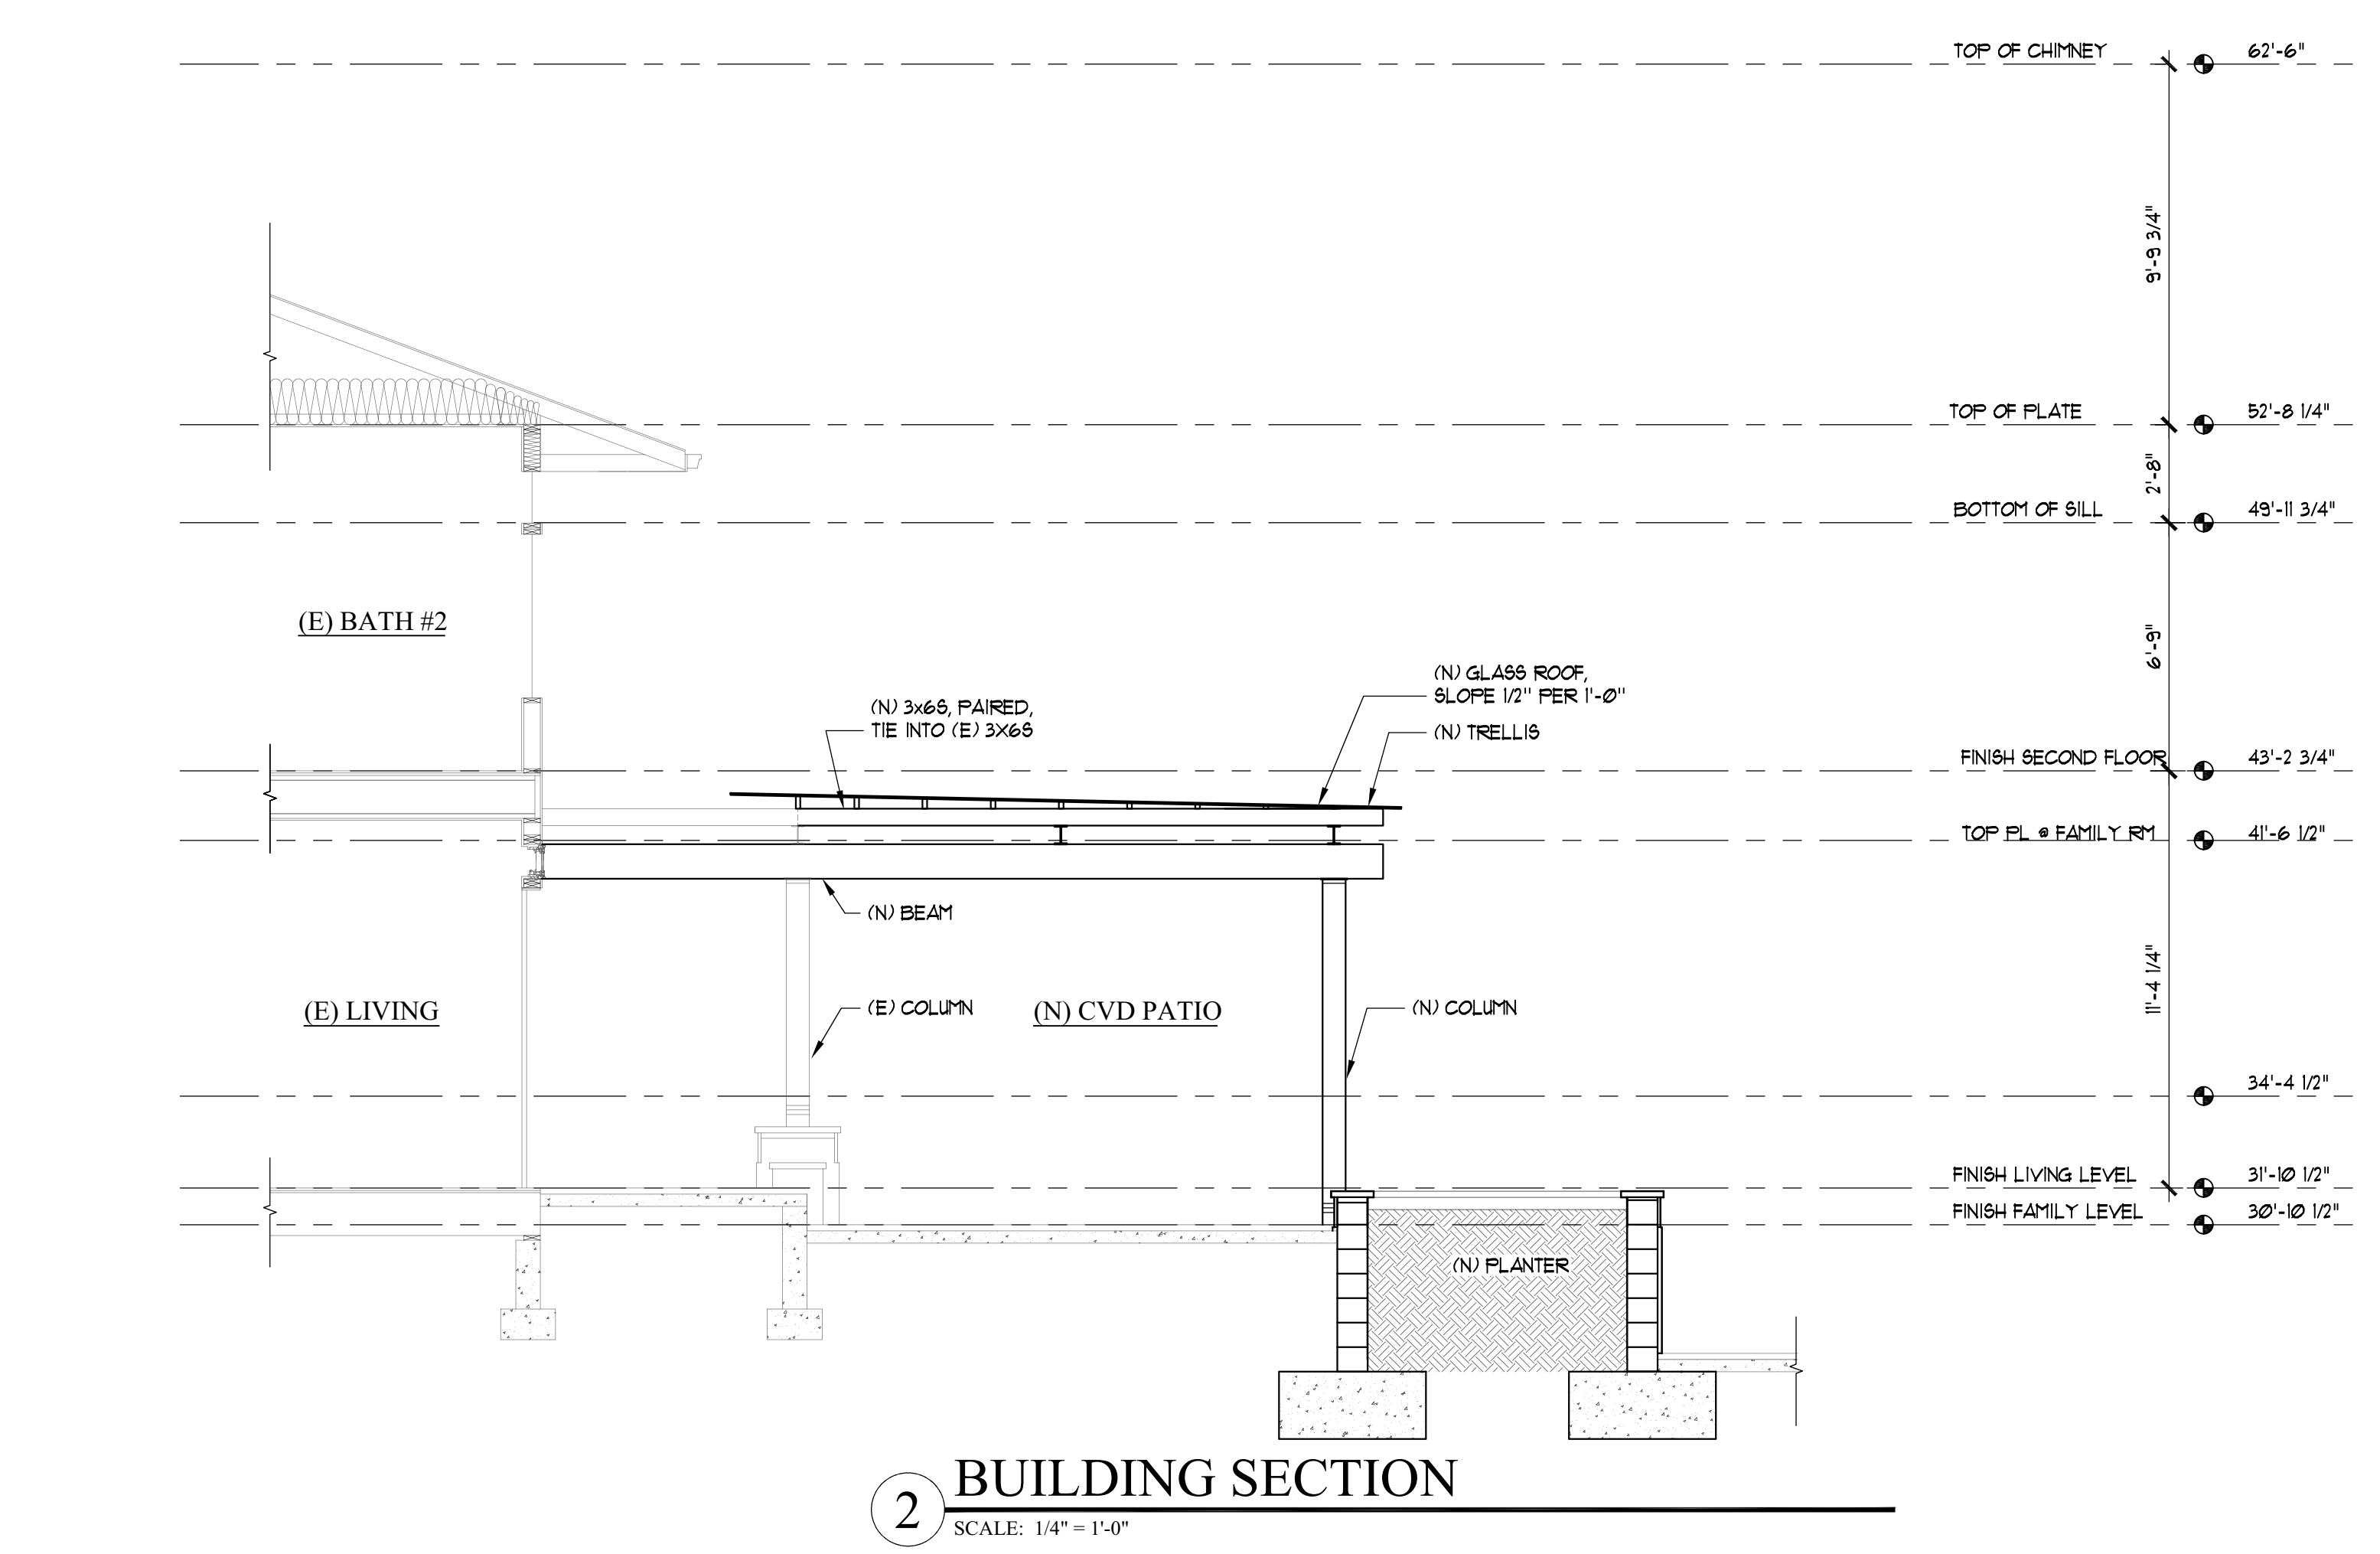 TOP OF CHIMNEY 62'-6"
9'-9 3/4"
TOP OF PLATE 52'-8 1/4"
2'-8"
BOTTOM OF SILL 49'-11 3/4"
(E) BATH #2
6'-9"
(N) GLASS ROOF,
SLOPE 1/2'' PER 1'-0''
(N) 3x6S, PAIRED,
TIE INTO (E) 3X6S
(N) TRELLIS
FINISH SECOND FLOOR 43'-2 3/4"
TOP PL @ FAMILY RM 41'-6 1/2"
(N) BEAM
11'-4 1/4"
(E) LIVING
(E) COLUMN
(N) CVD PATIO
(N) COLUMN
34'-4 1/2"
FINISH LIVING LEVEL 31'-10 1/2"
FINISH FAMILY LEVEL 30'-10 1/2"
(N) PLANTER
2
BUILDING SECTION
SCALE: 1/4" = 1'-0"